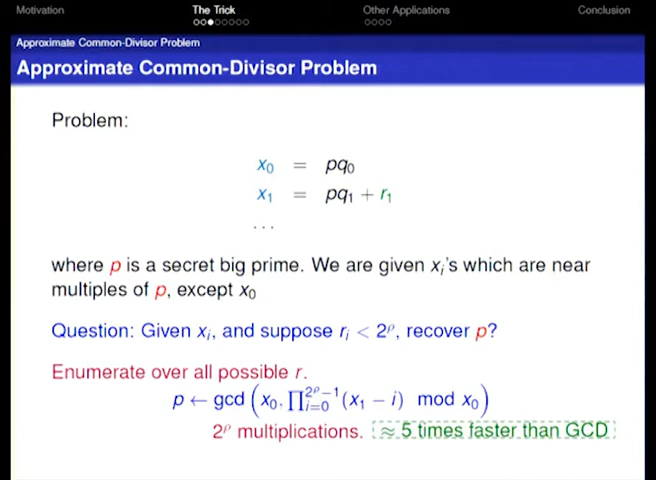 Motivation The Trick Other Applications Conclusion
Approximate Common-Divisor Problem
Approximate Common-Divisor Problem
Problem:
x₀ = pq₀
x₁ = pq₁ + r₁
...
where p is a secret big prime. We are given xᵢ's which are near
multiples of p, except x₀
Question: Given xᵢ, and suppose rᵢ < 2^ρ, recover p?
Enumerate over all possible r.
p ← gcd (x₀, ∏_{i=0}^{2^ρ−1}(x₁ − i) mod x₀)
2^ρ multiplications. ≈ 5 times faster than GCD